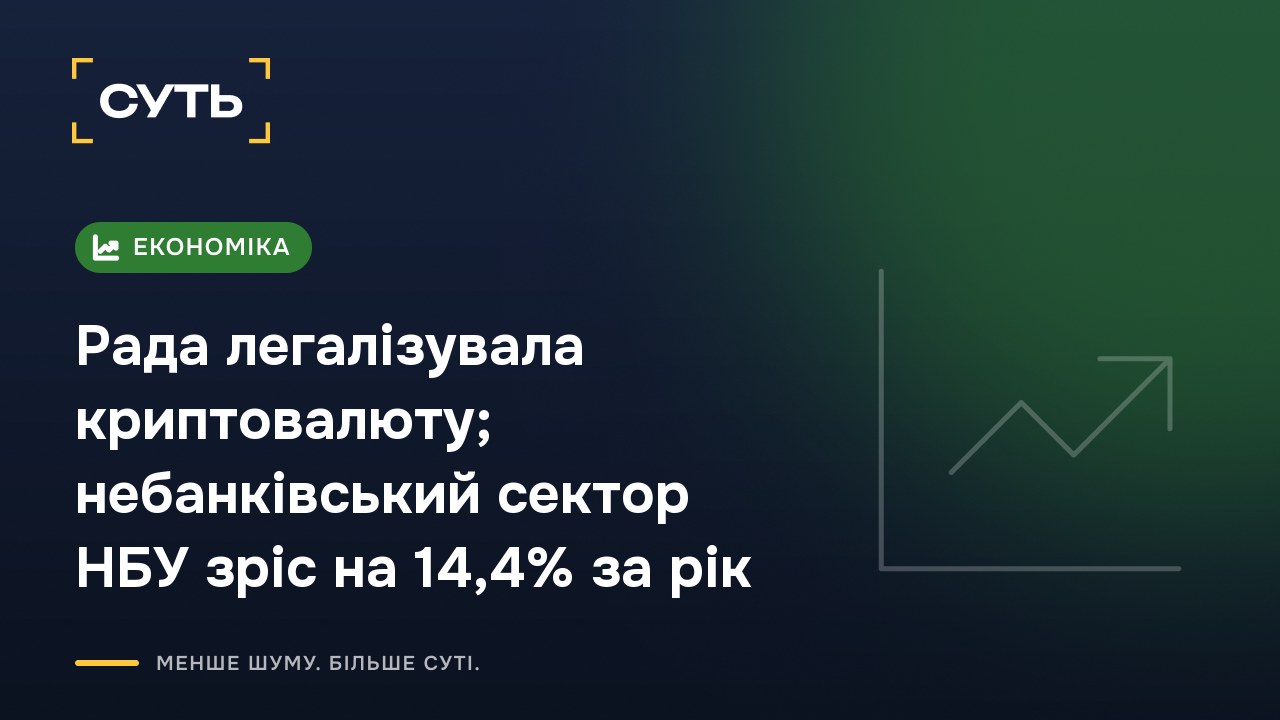 СУТЬ
ЕКОНОМІКА
Рада легалізувала
криптовалюту;
небанківський сектор
НБУ зріс на 14,4% за рік
МЕНШЕ ШУМУ. БІЛЬШЕ СУТІ.